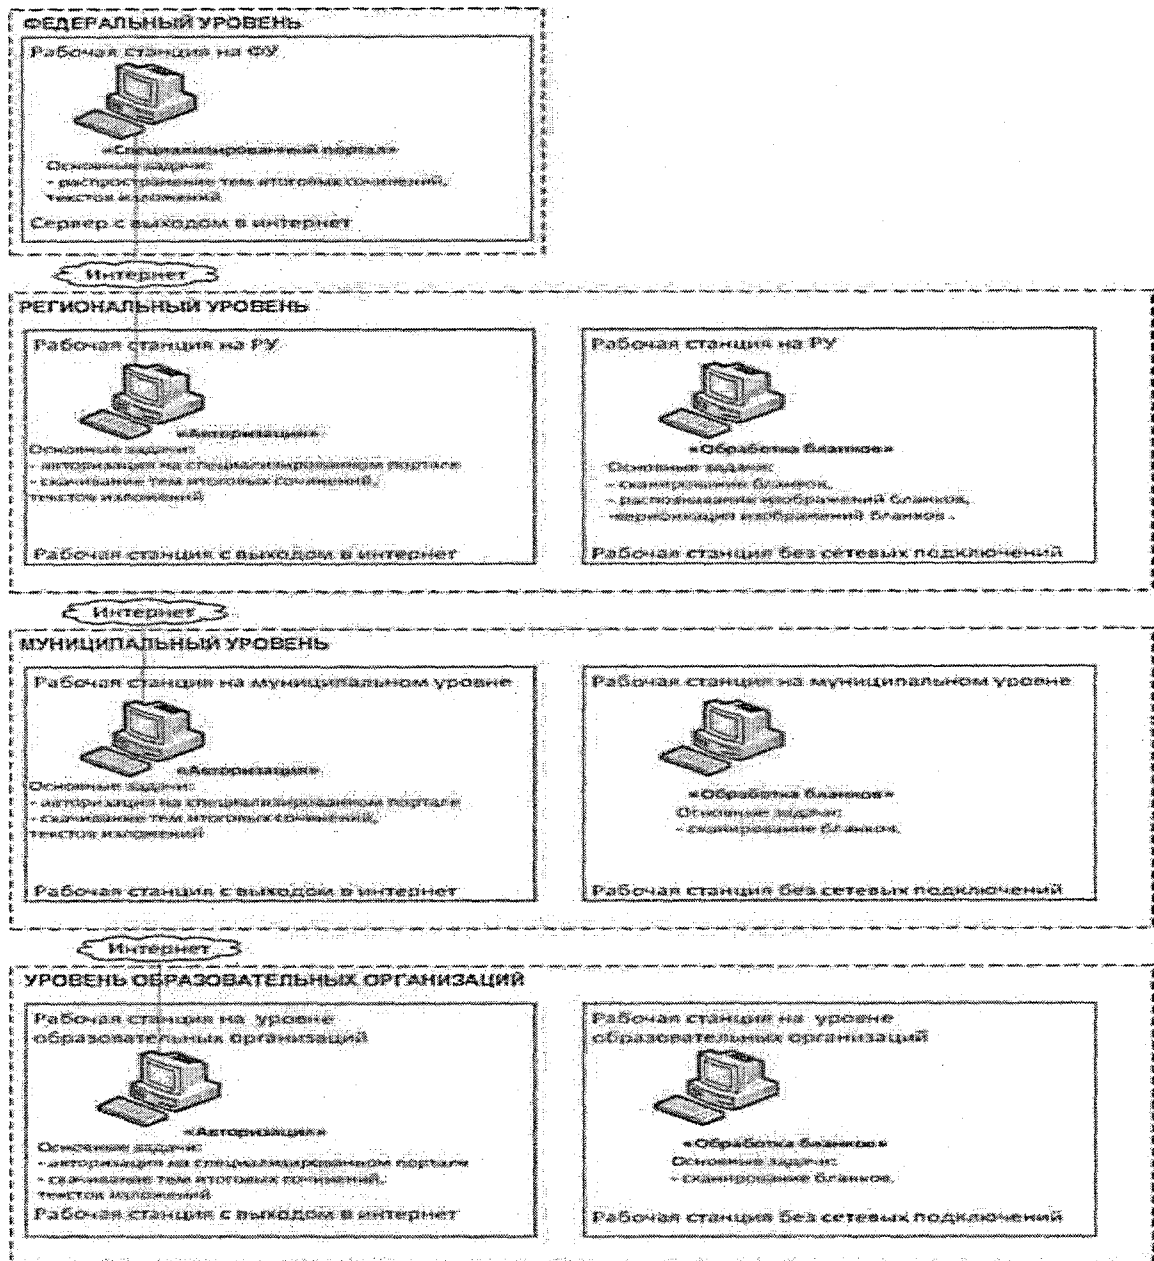 ФЕДЕРАЛЬНЫЙ УРОВЕНЬ
Рабочая станция на ФУ
«Специализированный портал»
Основные задачи:
- распространение тем итоговых сочинений,
текстов изложений
Сервер с выходом в интернет
Интернет
РЕГИОНАЛЬНЫЙ УРОВЕНЬ
Рабочая станция на РУ
«Авторизация»
Основные задачи:
- авторизация на специализированном портале
- скачивание тем итоговых сочинений,
текстов изложений
Рабочая станция с выходом в интернет
Рабочая станция на РУ
«Обработка бланков»
Основные задачи:
- сканирование бланков,
- распознавание изображений бланков,
-верификация изображений бланков .
Рабочая станция без сетевых подключений
Интернет
МУНИЦИПАЛЬНЫЙ УРОВЕНЬ
Рабочая станция на муниципальном уровне
«Авторизация»
Основные задачи:
- авторизация на специализированном портале
- скачивание тем итоговых сочинений,
текстов изложений
Рабочая станция с выходом в интернет
Рабочая станция на муниципальном уровне
«Обработка бланков»
Основные задачи:
- сканирование бланков,
Рабочая станция без сетевых подключений
Интернет
УРОВЕНЬ ОБРАЗОВАТЕЛЬНЫХ ОРГАНИЗАЦИЙ
Рабочая станция на уровне
образовательных организаций
«Авторизация»
Основные задачи:
- авторизация на специализированном портале
- скачивание тем итоговых сочинений,
текстов изложений
Рабочая станция с выходом в интернет
Рабочая станция на уровне
образовательных организаций
«Обработка бланков»
Основные задачи:
- сканирование бланков,
Рабочая станция без сетевых подключений